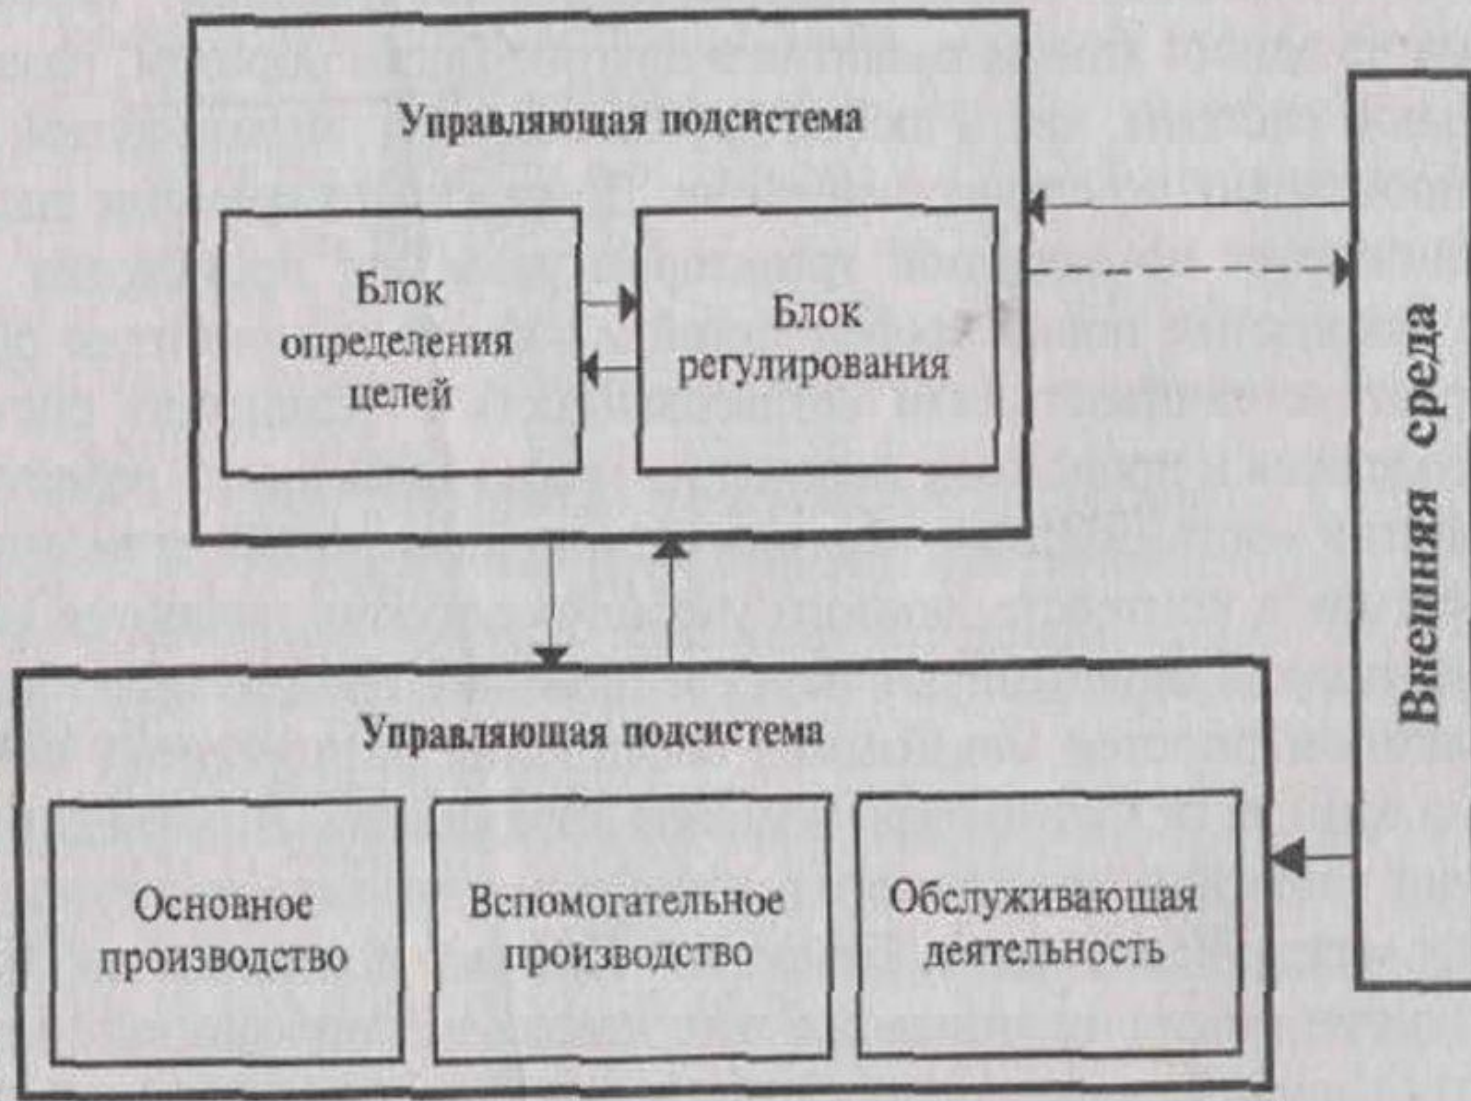 Управляющая подсистема
Блок
определения
целей
Блок
регулирования
Внешняя среда
Управляющая подсистема
Основное
производство
Вспомогательное
производство
Обслуживающая
деятельность